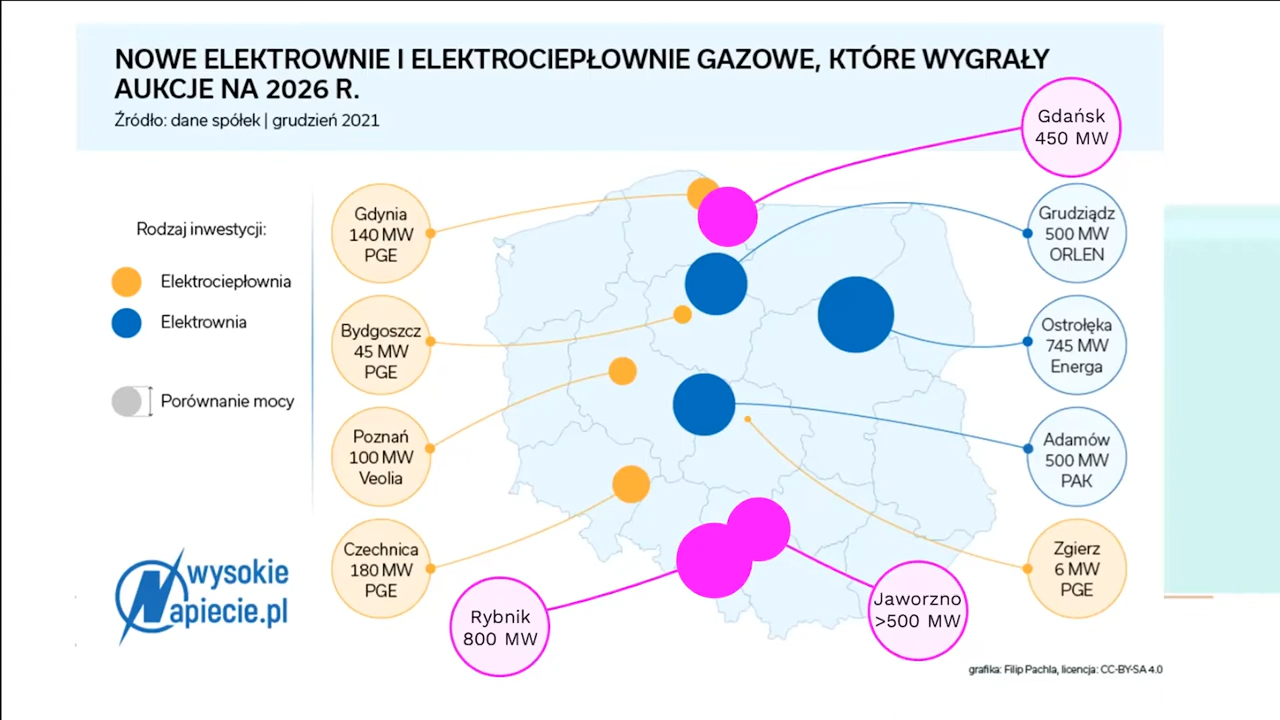 NOWE ELEKTROWNIE I ELEKTROCIEPŁOWNIE GAZOWE, KTÓRE WYGRAŁY
AUKCJE NA 2026 R.
Źródło: dane spółek | grudzień 2021
Gdańsk
450 MW
Rodzaj inwestycji:
Elektrociepłownia
Elektrownia
Porównanie mocy
Gdynia
140 MW
PGE
Bydgoszcz
45 MW
PGE
Poznań
100 MW
Veolia
Czechnica
180 MW
PGE
Grudziądz
500 MW
ORLEN
Ostrołęka
745 MW
Energa
Adamów
500 MW
PAK
Zgierz
6 MW
PGE
Rybnik
800 MW
Jaworzno
>500 MW
wysokie
Napiecie.pl
grafika: Filip Pachla, licencja: CC-BY-SA 4.0